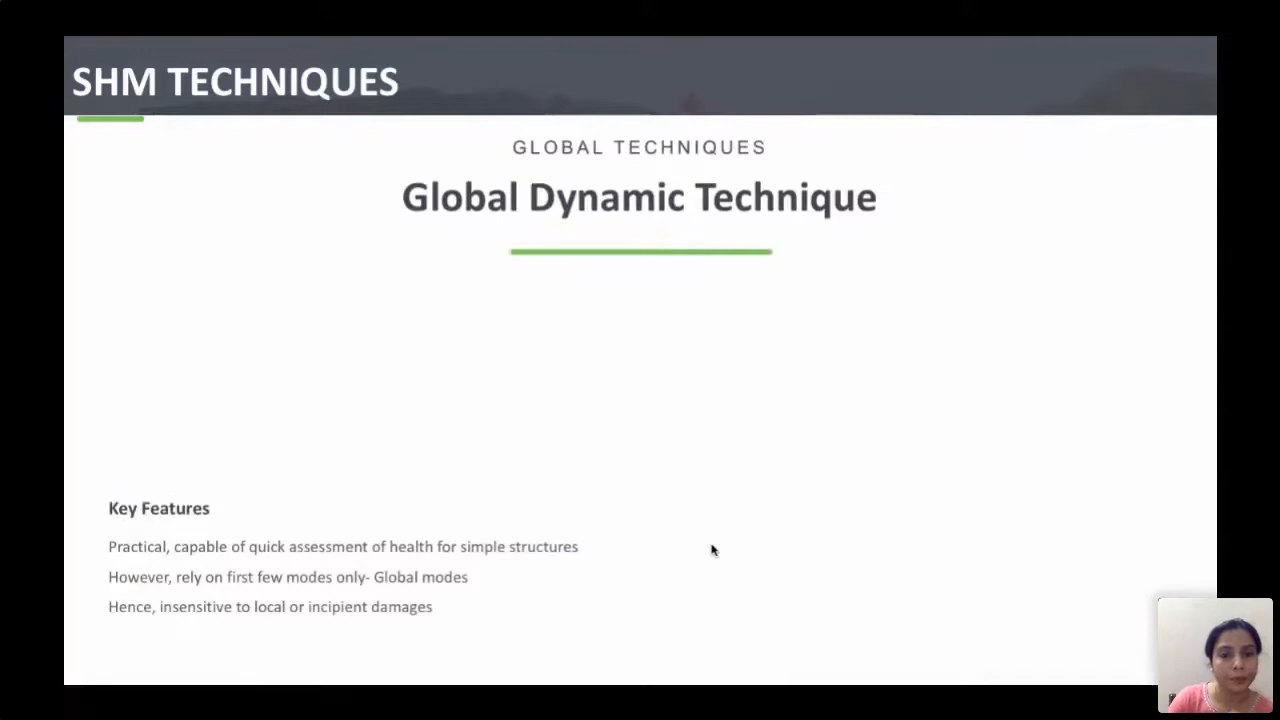 SHM TECHNIQUES
GLOBAL TECHNIQUES
Global Dynamic Technique
Key Features
Practical, capable of quick assessment of health for simple structures
However, rely on first few modes only- Global modes
Hence, insensitive to local or incipient damages